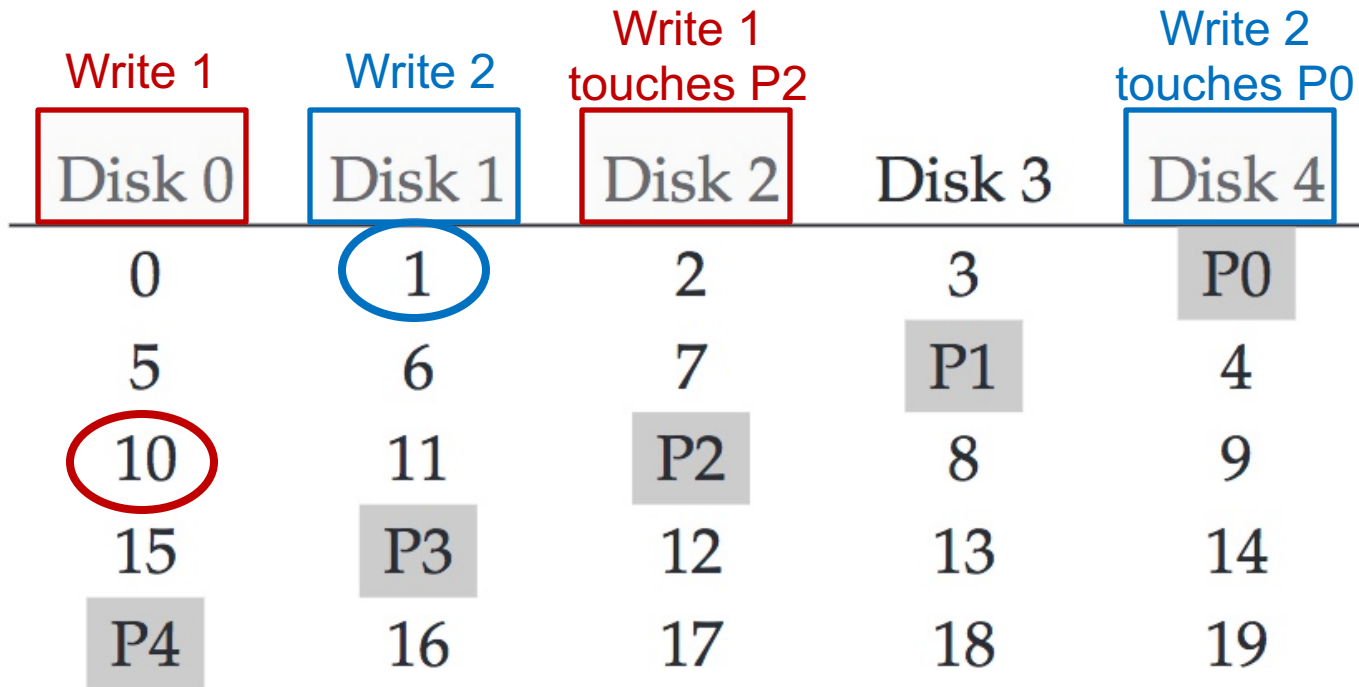 Write 1
Write 2
Write 1
touches P2
Write 2
touches P0
Disk 0 Disk 1 Disk 2 Disk 3 Disk 4
0 1 2 3 P0
5 6 7 P1 4
10 11 P2 8 9
15 P3 12 13 14
P4 16 17 18 19